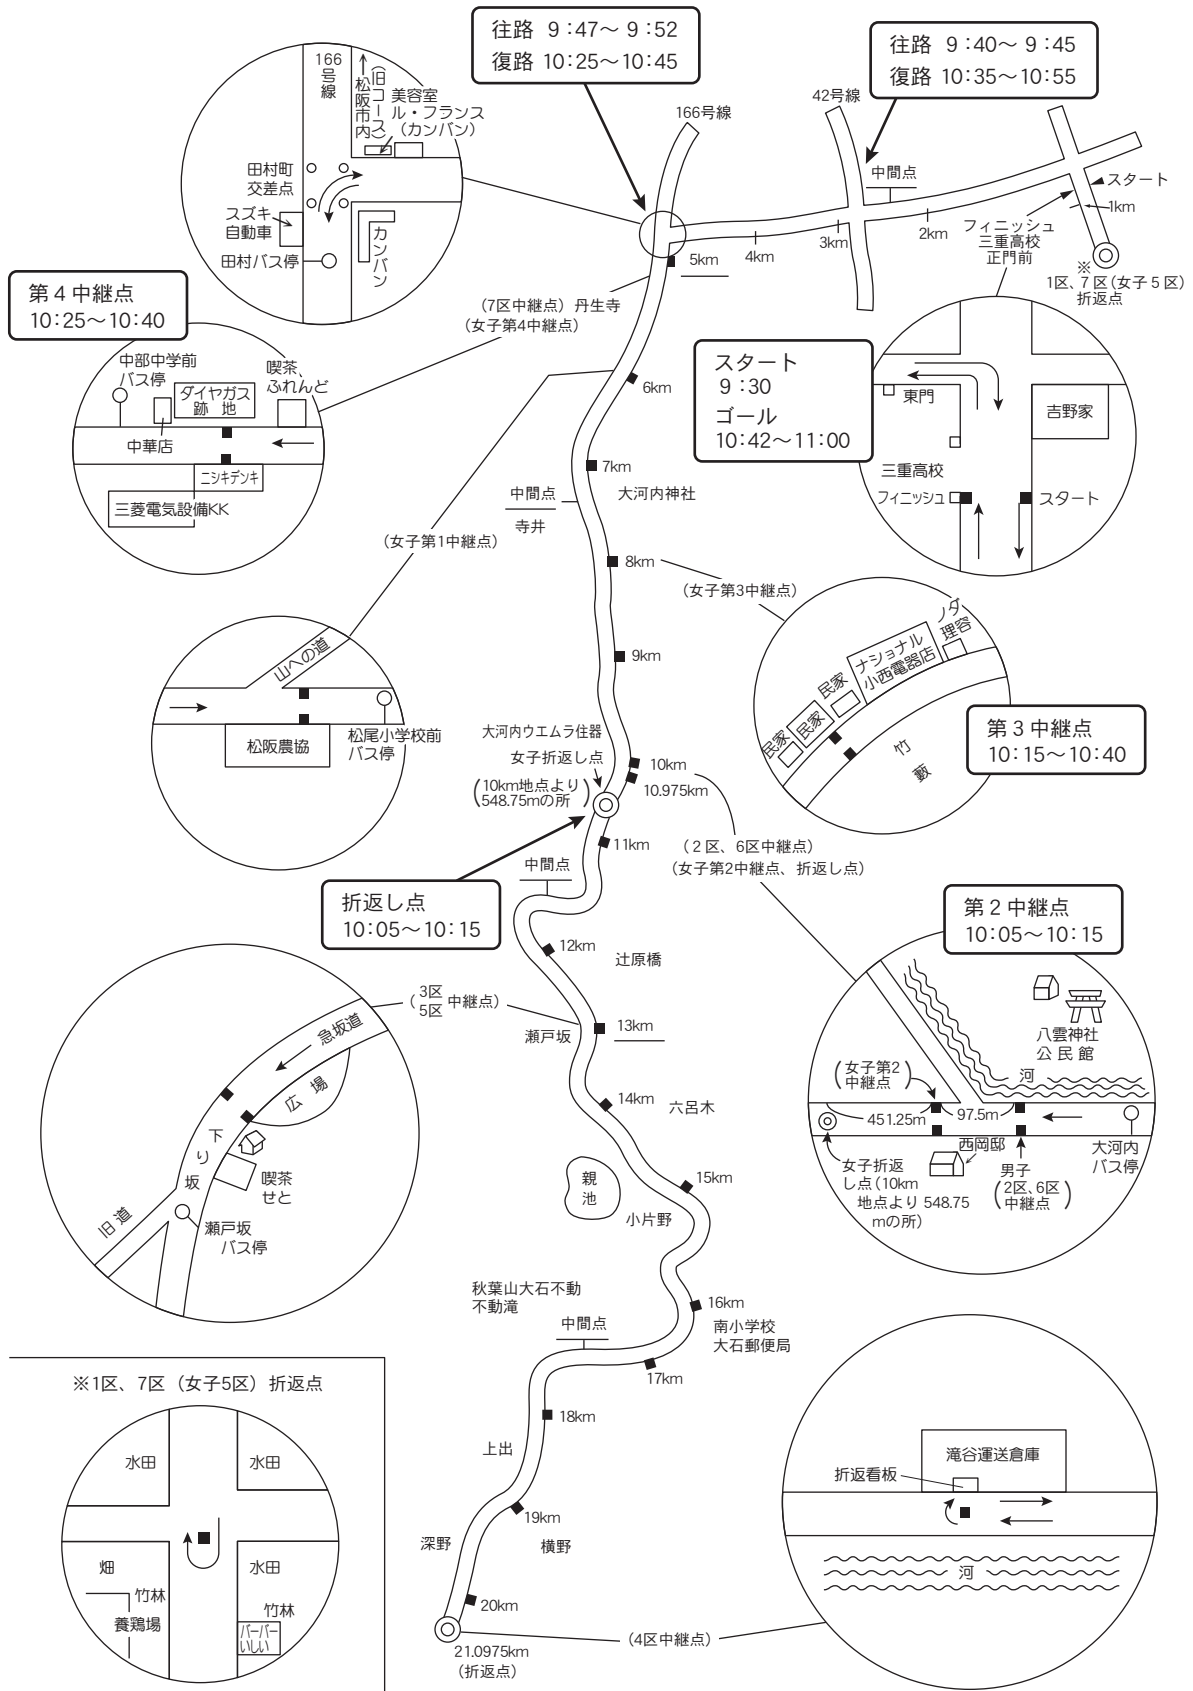 往路 9：47～ 9：52
復路 10：25～10：45
往路 9：40～ 9：45
復路 10：35～10：55
166号線
42号線
中間点
スタート
1km
2km
3km
4km
5km
フィニッシュ
三重高校
正門前
※
1区、7区(女子5区)
折返点
166
号線
↑松阪市内
(旧コース)
美容室
ル・フランス
(カンバン)
田村町
交差点
スズキ
自動車
田村バス停
カンバン
第4中継点
10：25～10：40
(7区中継点) 丹生寺
(女子第4中継点)
中部中学前
バス停
ダイヤガス
跡 地
喫茶、
ふれんど
中華店
ニシキデンキ
三菱電気設備KK
スタート
9：30
ゴール
10：42～11：00
東門
吉野家
三重高校
フィニッシュ
スタート
6km
7km
大河内神社
中間点
寺井
(女子第1中継点)
8km
(女子第3中継点)
9km
山への道
松阪農協
松尾小学校前
バス停
ノダ
理容
ナショナル
小西電器店
民家
民家
民家
竹
藪
第3中継点
10：15～10：40
大河内ウエムラ住器
女子折返し点
(10km地点より
548.75mの所)
10km
10.975km
11km
(2区、6区中継点)
(女子第2中継点、折返し点)
中間点
折返し点
10：05～10：15
第2中継点
10：05～10：15
12km
辻原橋
(3区
5区 中継点)
瀬戸坂
13km
八雲神社
公民館
河
(女子第2
中継点)
451.25m
97.5m
西岡邸
大河内
バス停
女子折返
し点(10km
地点より 548.75
mの所)
男子
(2区、6区
中継点)
急坂道
広場
下り坂
喫茶
せと
旧道
瀬戸坂
バス停
14km
六呂木
親
池
15km
小片野
秋葉山大石不動
不動滝
16km
中間点
南小学校
大石郵便局
17km
18km
上出
19km
深野
横野
20km
21.0975km
(折返点)
(4区中継点)
滝谷運送倉庫
折返看板
河
※1区、7区 (女子5区) 折返点
水田
水田
畑
水田
竹林
養鶏場
竹林
バーバー
いしい